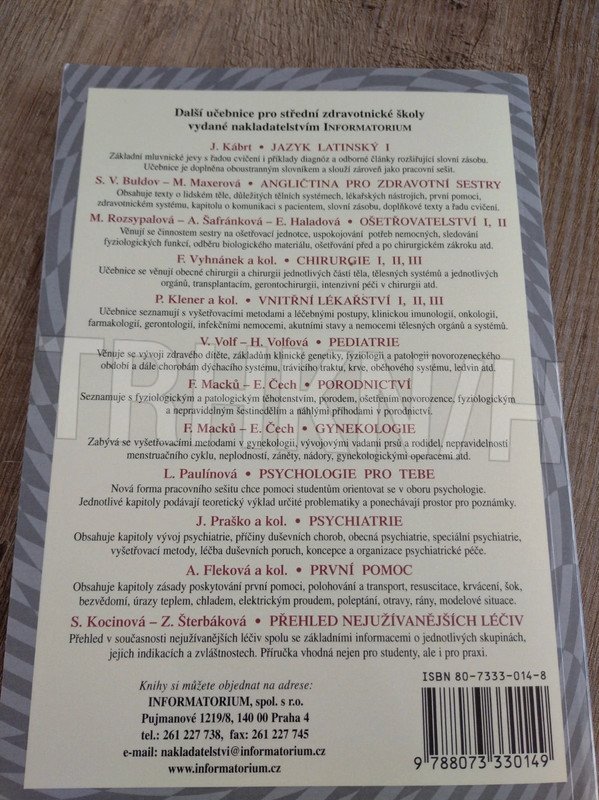 Další učebnice pro střední zdravotnické školy
vydané nakladatelstvím INFORMATORIUM
J. Kábrt • JAZYK LATINSKÝ I
Základní mluvnické jevy s řadou cvičení i příklady diagnóz a odborné články rozšiřující slovní zásobu.
Učebnice je doplněna oboustranným slovníkem a slouží zároveň jako pracovní sešit.
S. V. Buldov – M. Maxerová • ANGLIČTINA PRO ZDRAVOTNÍ SESTRY
Obsahuje texty o lidském těle, důležitých tělních systémech, lékařských nástrojích, první pomoci,
zdravotnickém systému, kapitolu o komunikaci s pacientem, slovní zásobu, doplňkové texty a řadu cvičení.
M. Rozsypalová – A. Šafránková – E. Haladová • OŠETŘOVATELSTVÍ I, II
Věnují se činnostem sestry na ošetřovací jednotce, uspokojování potřeb nemocných, sledování
fyziologických funkcí, odběru biologického materiálu, ošetřování před a po chirurgickém zákroku atd.
F. Vyhnánek a kol. • CHIRURGIE I, II, III
Učebnice se věnují obecné chirurgii a chirurgii jednotlivých částí těla, tělesných systémů a jednotlivých
orgánů, transplantacím, gerontochirurgii, intenzivní péči v chirurgii atd.
P. Klener a kol. • VNITŘNÍ LÉKAŘSTVÍ I, II, III
Učebnice seznamují s vyšetřovacími metodami a léčebnými postupy, klinickou imunologií, onkologií,
farmakologií, gerontologií, infekčními nemocemi, akutními stavy a nemocemi tělesných orgánů a systémů.
V. Volf – H. Volfová • PEDIATRIE
Věnuje se vývoji zdravého dítěte, základům klinické genetiky, fyziologii a patologii novorozeneckého
období a dále chorobám dýchacího systému, trávicího traktu, krve, oběhového systému, ledvin atd.
F. Macků – E. Čech • PORODNICTVÍ
Seznamuje s fyziologickým a patologickým těhotenstvím, porodem, ošetřením novorozence, fyziologickým
a nepravidelným šestinedělím a náhlými příhodami v porodnictví.
F. Macků – E. Čech • GYNEKOLOGIE
Zabývá se vyšetřovacími metodami v gynekologii, vývojovými vadami prsů a rodidel, nepravidelností
menstruačního cyklu, neplodností, záněty, nádory, gynekologickými operacemi atd.
L. Paulínová • PSYCHOLOGIE PRO TEBE
Nová forma pracovního sešitu chce pomoci studentům orientovat se v oboru psychologie.
Jednotlivé kapitoly podávají teoretický výklad určité problematiky a ponechávají prostor pro poznámky.
J. Praško a kol. • PSYCHIATRIE
Obsahuje kapitoly vývoj psychiatrie, příčiny duševních chorob, obecná psychiatrie, speciální psychiatrie,
vyšetřovací metody, léčba duševních poruch, koncepce a organizace psychiatrické péče.
A. Fleková a kol. • PRVNÍ POMOC
Obsahuje kapitoly zásady poskytování první pomoci, polohování a transport, resuscitace, krvácení, šok,
bezvědomí, úrazy teplem, chladem, elektrickým proudem, poleptání, otravy, rány, modelové situace.
S. Kocinová – Z. Šterbáková • PŘEHLED NEJUŽÍVANĚJŠÍCH LÉČIV
Přehled v současnosti nejužívanějších léčiv spolu se základními informacemi o jednotlivých skupinách,
jejich indikacích a zvláštnostech. Příručka vhodná nejen pro studenty, ale i pro praxi.
Knihy si můžete objednat na adrese:
INFORMATORIUM, spol. s r.o.
Pujmanové 1219/8, 140 00 Praha 4
tel.: 261 227 738, fax: 261 227 745
e-mail: nakladatelstvi@informatorium.cz
www.informatorium.cz
ISBN 80-7333-014-8
9 788073 330149